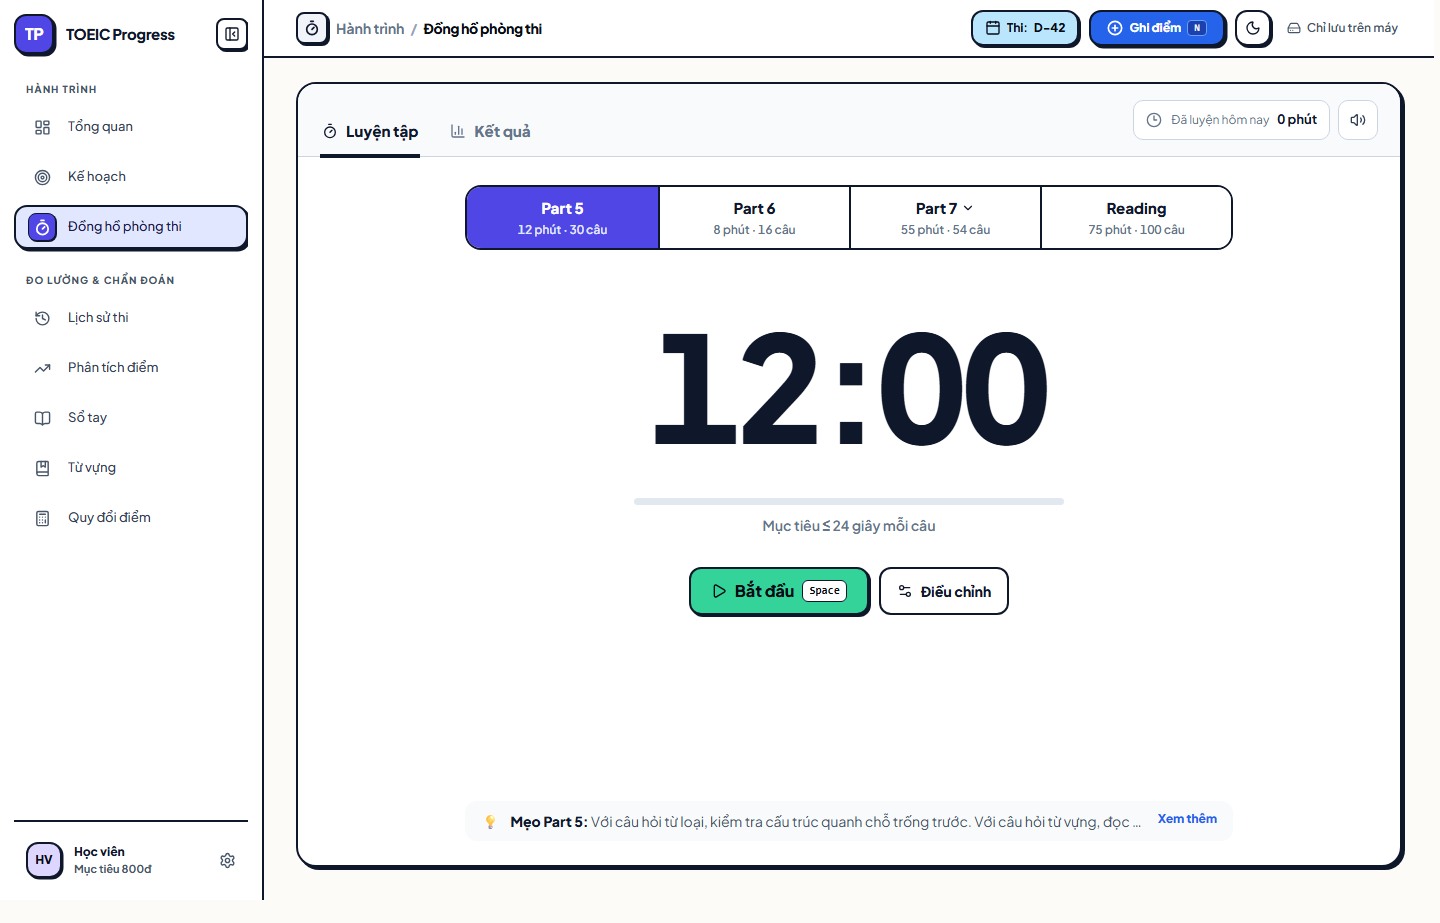 TP
TOEIC Progress
HÀNH TRÌNH
Tổng quan
Kế hoạch
Đồng hồ phòng thi
ĐO LƯỜNG & CHẨN ĐOÁN
Lịch sử thi
Phân tích điểm
Sổ tay
Từ vựng
Quy đổi điểm
HV
Học viên
Mục tiêu 800đ
Hành trình / Đồng hồ phòng thi
Thi: D-42
Ghi điểm N
Chỉ lưu trên máy
Luyện tập
Kết quả
Đã luyện hôm nay 0 phút
Part 5
12 phút · 30 câu
Part 6
8 phút · 16 câu
Part 7
55 phút · 54 câu
Reading
75 phút · 100 câu
12:00
Mục tiêu ≤ 24 giây mỗi câu
Bắt đầu Space
Điều chỉnh
Mẹo Part 5: Với câu hỏi từ loại, kiểm tra cấu trúc quanh chỗ trống trước. Với câu hỏi từ vựng, đọc ...
Xem thêm